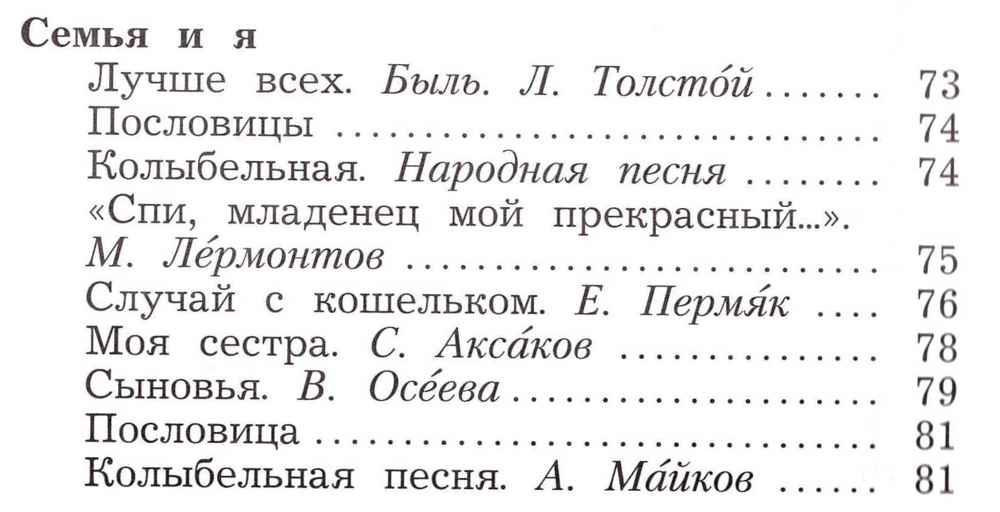 Семья и я
Лучше всех. Быль. Л. Толсто́й ....... 73
Пословицы ............................... 74
Колыбельная. Народная песня ........ 74
«Спи, младенец мой прекрасный...».
М. Ле́рмонтов ........................... 75
Случай с кошельком. Е. Пермя́к .... 76
Моя сестра. С. Акса́ков ............... 78
Сыновья. В. Осе́ева ..................... 79
Пословица ................................ 81
Колыбельная песня. А. Ма́йков ...... 81